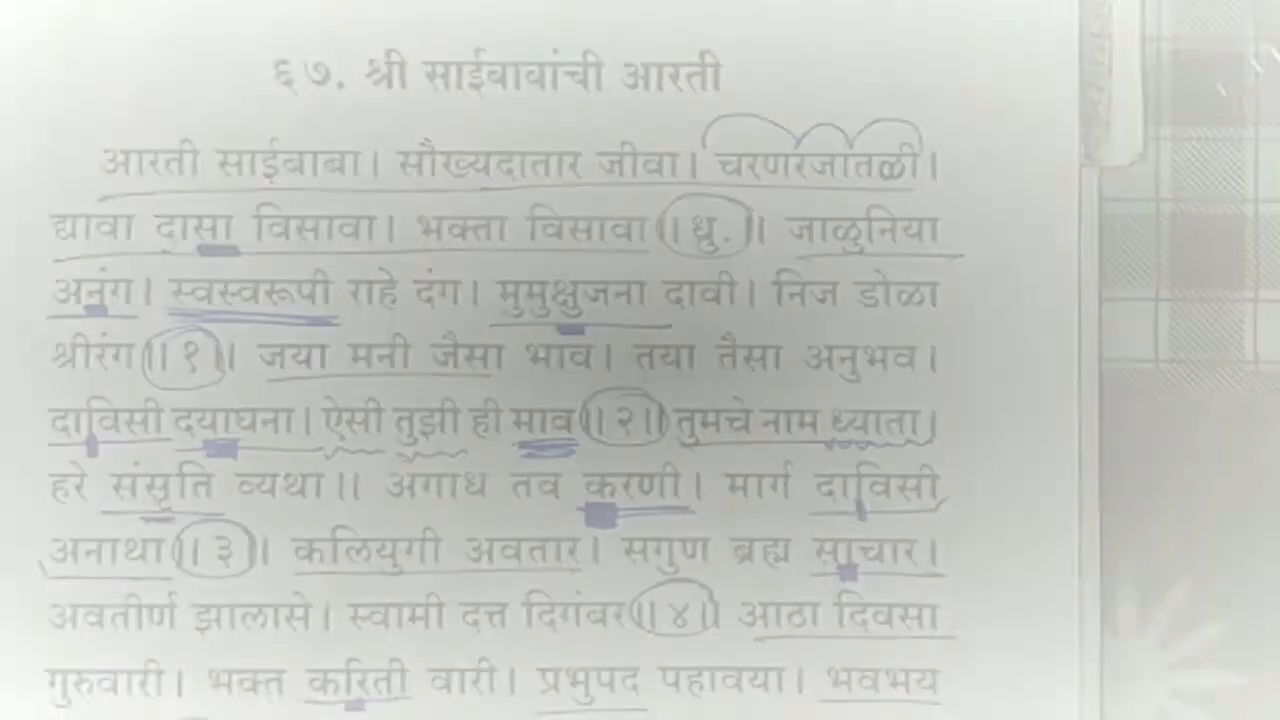 ६७. श्री साईबाबांची आरती
आरती साईबाबा। सौख्यदातार जीवा। चरणरजातळी।
द्यावा दासा विसावा। भक्ता विसावा ॥ध्रु.॥ जाळुनिया
अनंग। स्वस्वरूपी राहे दंग। मुमुक्षुजना दावी। निज डोळा
श्रीरंग॥१॥ जया मनी जैसा भाव। तया तैसा अनुभव।
दाविसी दयाघना। ऐसी तुझी ही माव॥२॥ तुमचे नाम ध्याता।
हरे संसृति व्यथा॥ अगाध तव करणी। मार्ग दाविसी
अनाथा॥३॥ कलियुगी अवतार। सगुण ब्रह्म साचार।
अवतीर्ण झालासे। स्वामी दत्त दिगंबर॥४॥ आठा दिवसा
गुरुवारी। भक्त करिती वारी। प्रभुपद पहावया। भवभय